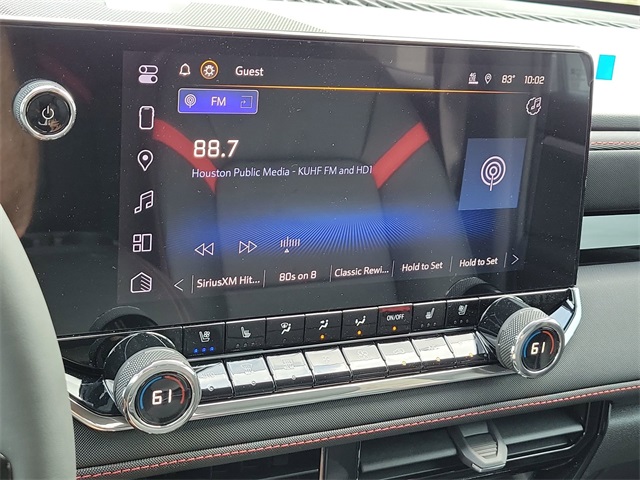 Guest
83° 10:02
FM
88.7
Houston Public Media - KUHF FM and HD1
SiriusXM Hit... 80s on 8 Classic Rewi... Hold to Set Hold to Set
ON/OFF
61
61